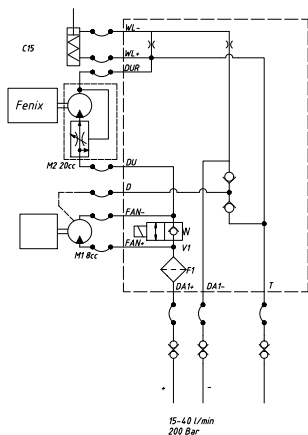 WL-
C15
WL+
DUR
Fenix
M2 20cc
DU
D
FAN-
FAN+
M1 8cc
V1
F1
DA1+
DA1-
T
+
-
15-40 l/min
200 Bar